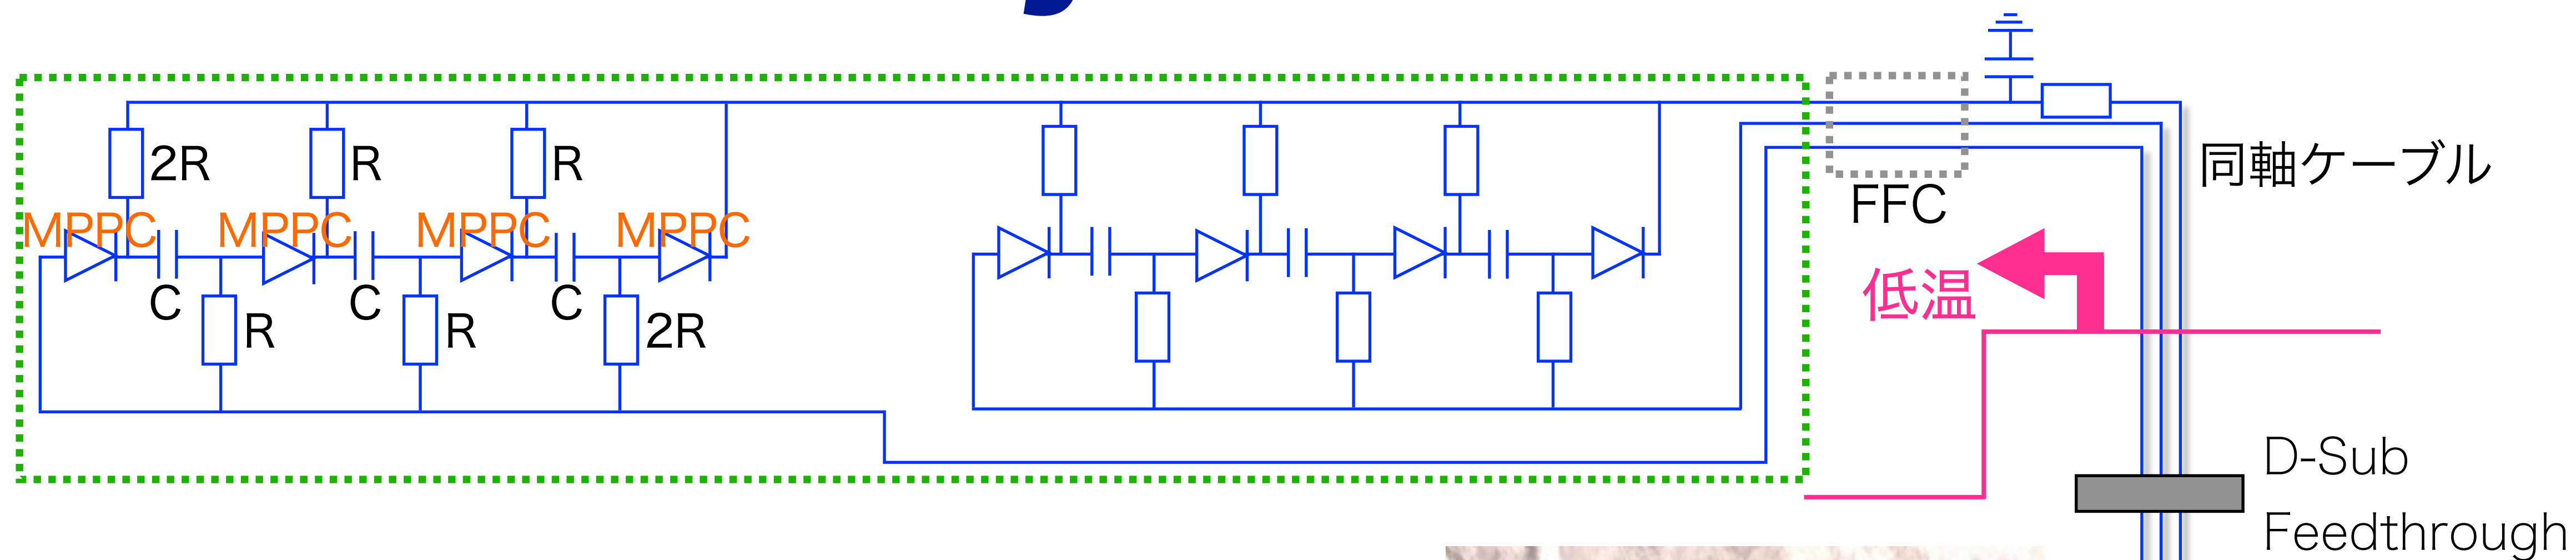 2R
R
R
MPPC
MPPC
MPPC
MPPC
C
C
C
R
R
2R
FFC
同軸ケーブル
低温
D-Sub
Feedthrough